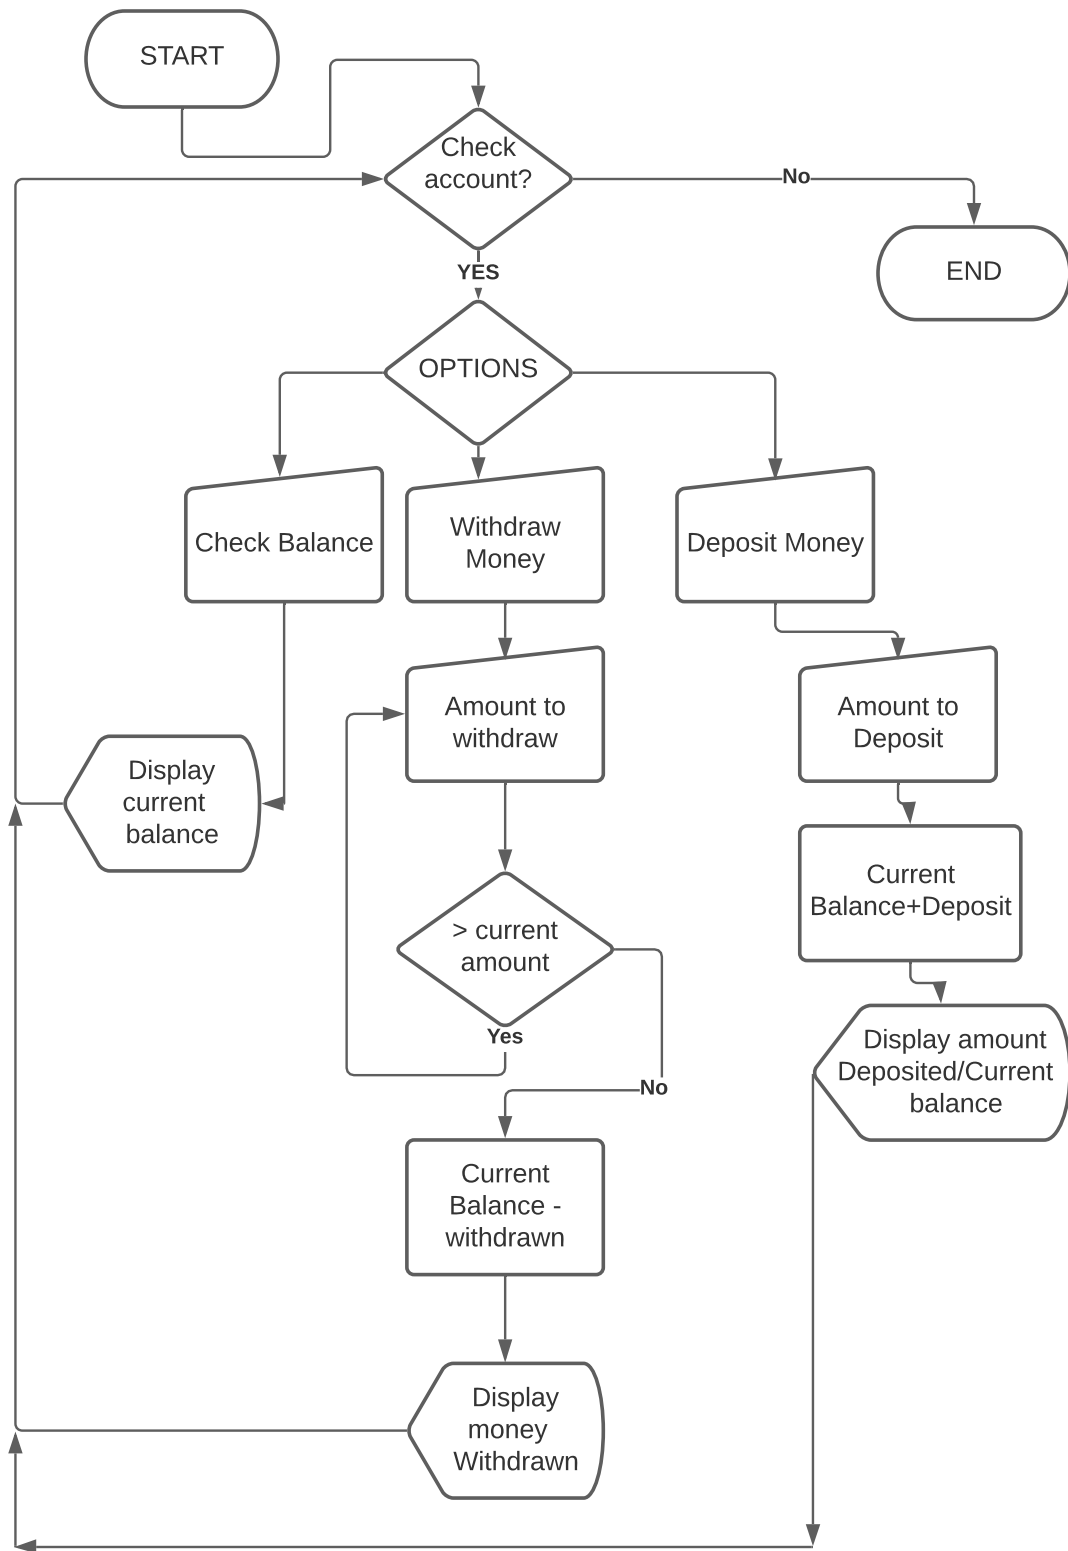 START
Check
account?
No
END
YES
OPTIONS
Check Balance
Withdraw
Money
Deposit Money
Amount to
withdraw
Amount to
Deposit
Display
current
balance
Current
Balance+Deposit
> current
amount
Yes
No
Display amount
Deposited/Current
balance
Current
Balance -
withdrawn
Display
money
Withdrawn